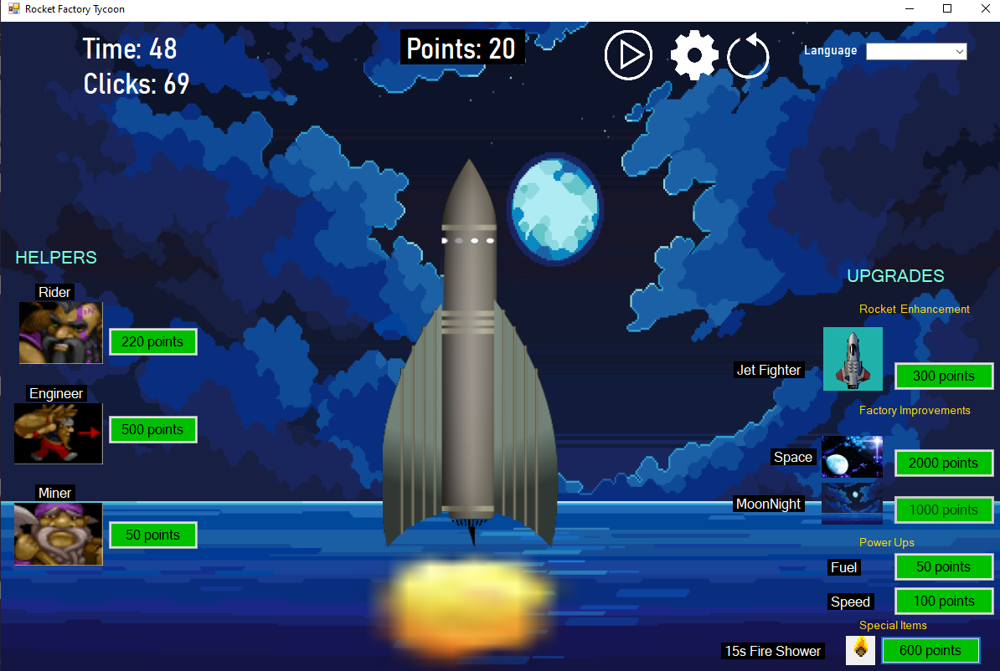 Rocket Factory Tycoon
Time: 48
Clicks: 69
Points: 20
Language
HELPERS
Rider
220 points
Engineer
500 points
Miner
50 points
UPGRADES
Rocket Enhancement
Jet Fighter
300 points
Factory Improvements
Space
2000 points
MoonNight
1000 points
Power Ups
Fuel
50 points
Speed
100 points
Special Items
15s Fire Shower
600 points